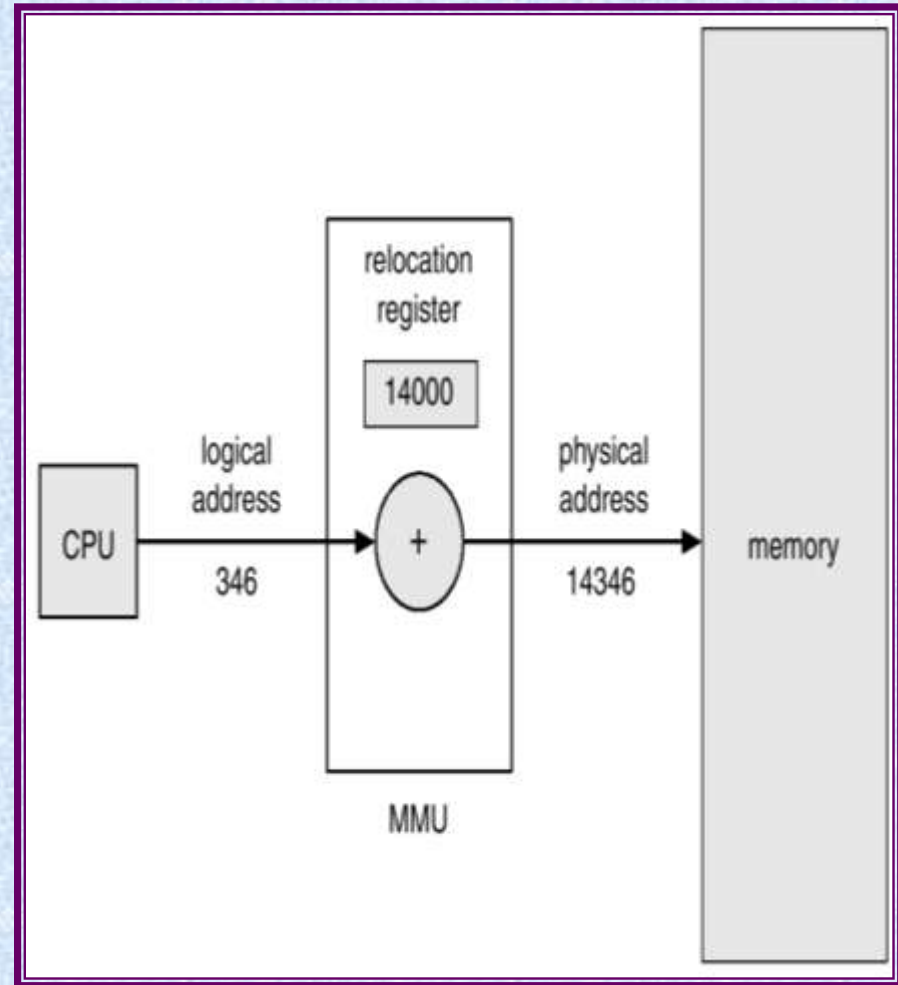 relocation
register
14000
logical
address
physical
address
CPU
+
memory
346
14346
MMU